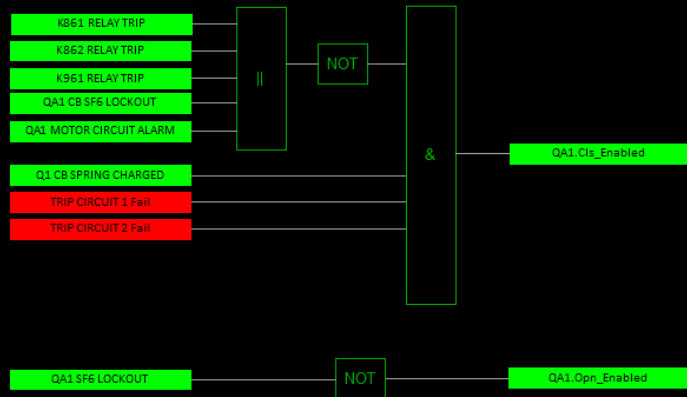 K861 RELAY TRIP
K862 RELAY TRIP
K961 RELAY TRIP
QA1 CB SF6 LOCKOUT
QA1 MOTOR CIRCUIT ALARM
||
NOT
&
QA1.Cls_Enabled
Q1 CB SPRING CHARGED
TRIP CIRCUIT 1 Fail
TRIP CIRCUIT 2 Fail
QA1 SF6 LOCKOUT
NOT
QA1.Opn_Enabled